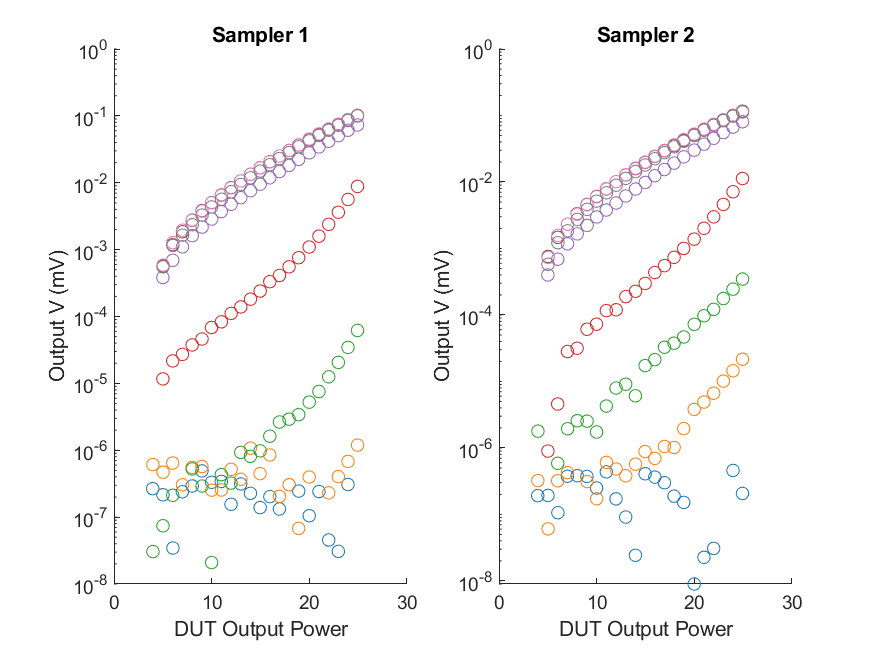 Sampler 1
10^0
10^-1
10^-2
10^-3
10^-4
10^-5
10^-6
10^-7
10^-8
Output V (mV)
0 10 20 30
DUT Output Power
Sampler 2
10^0
10^-2
10^-4
10^-6
10^-8
Output V (mV)
0 10 20 30
DUT Output Power